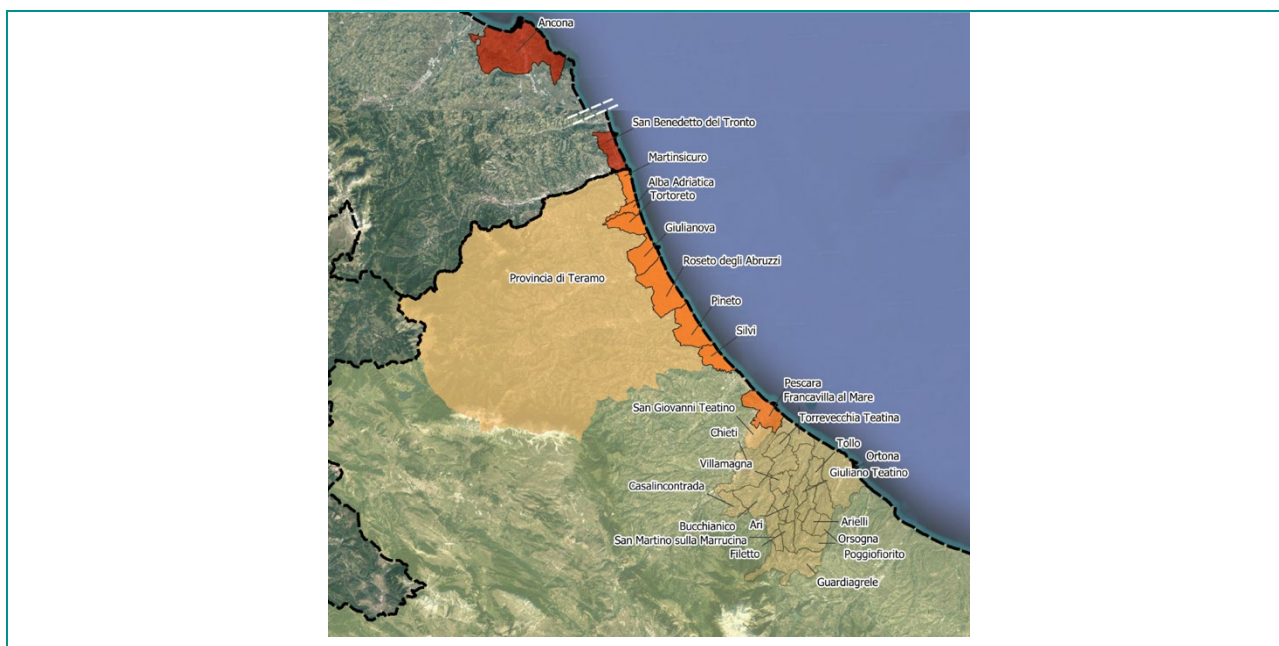 Ancona
San Benedetto del Tronto
Martinsicuro
Alba Adriatica
Tortoreto
Giulianova
Roseto degli Abruzzi
Provincia di Teramo
Pineto
Silvi
Pescara
Francavilla al Mare
San Giovanni Teatino
Torrevecchia Teatina
Chieti
Tollo
Ortona
Villamagna
Giuliano Teatino
Casalincontrada
Bucchianico
Ari
Arielli
San Martino sulla Marrucina
Orsogna
Filetto
Poggiofiorito
Guardiagrele